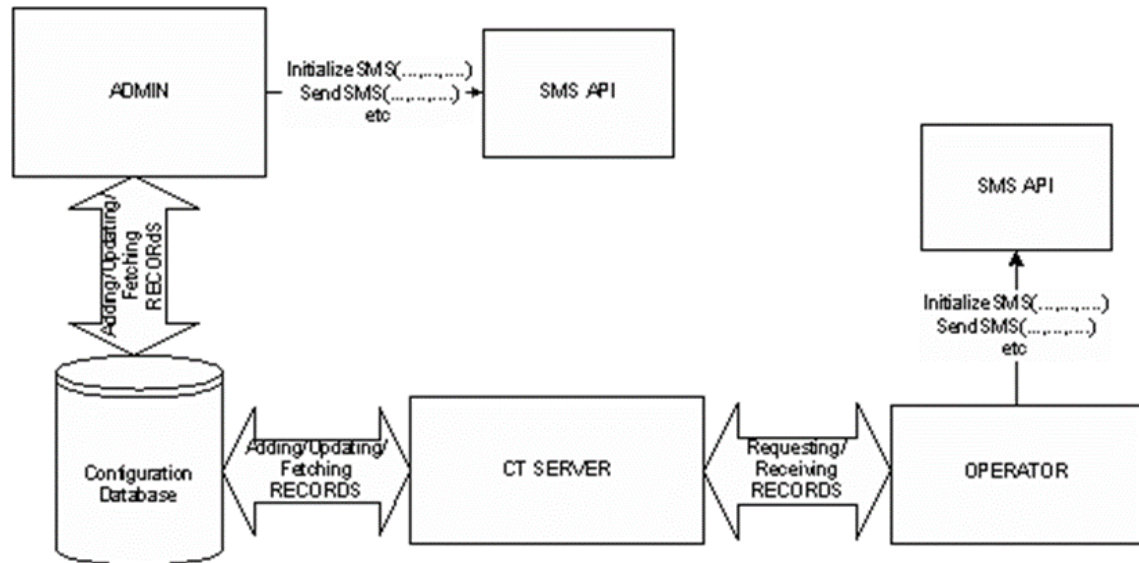 ADMIN
Initialize SMS(...,...,....)
Send SMS(...,...,....)
etc
SMS API
SMS API
Adding/Updating/
Fetching
RECORdS
Initialize SMS(...,...,....)
Send SMS(...,...,....)
etc
Configuration
Database
Adding/Updating/
Fetching
RECORDS
CT SERVER
Requesting/
Receiving
RECORDS
OPERATOR